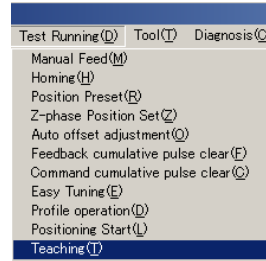 Test Running(D) Tool(T) Diagnosis(G
Manual Feed(M)
Homing(H)
Position Preset(R)
Z-phase Position Set(Z)
Auto offset adjustment(O)
Feedback cumulative pulse clear(F)
Command cumulative pulse clear(C)
Easy Tuning(E)
Profile operation(D)
Positioning Start(L)
Teaching(T)